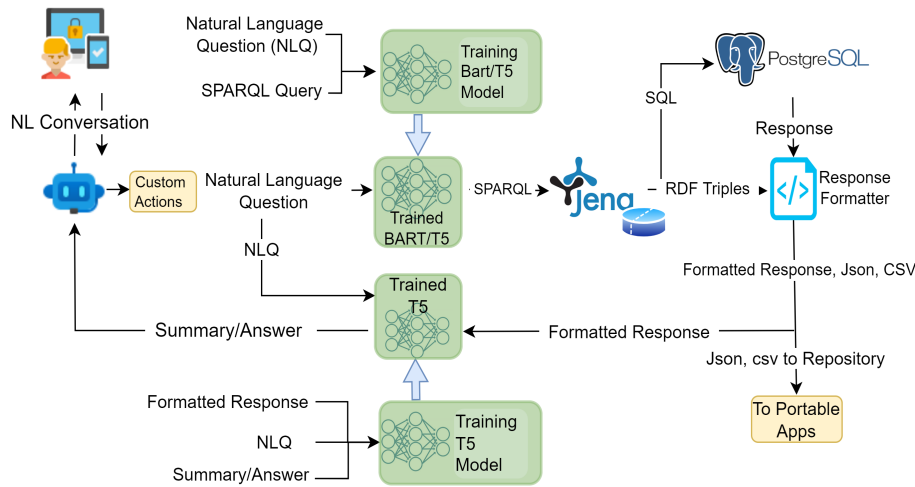 Natural Language
Question (NLQ)
SPARQL Query
Training
Bart/T5
Model
PostgreSQL
SQL
NL Conversation
Response
Custom
Actions
Natural Language
Question
Trained
BART/T5
SPARQL
Jena
RDF Triples
Response
Formatter
NLQ
Formatted Response, Json, CSV
Trained
T5
Summary/Answer
Formatted Response
Json, csv to Repository
Formatted Response
NLQ
Summary/Answer
Training
T5
Model
To Portable
Apps